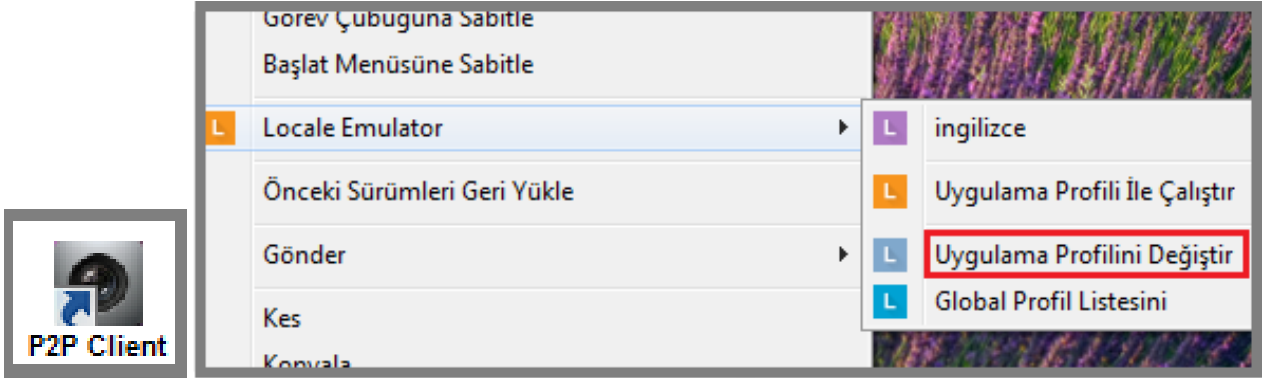 P2P Client
Görev Çubuğuna Sabitle
Başlat Menüsüne Sabitle
L Locale Emulator
Önceki Sürümleri Geri Yükle
Gönder
Kes
Kopyala
L ingilizce
L Uygulama Profili İle Çalıştır
L Uygulama Profilini Değiştir
L Global Profil Listesini